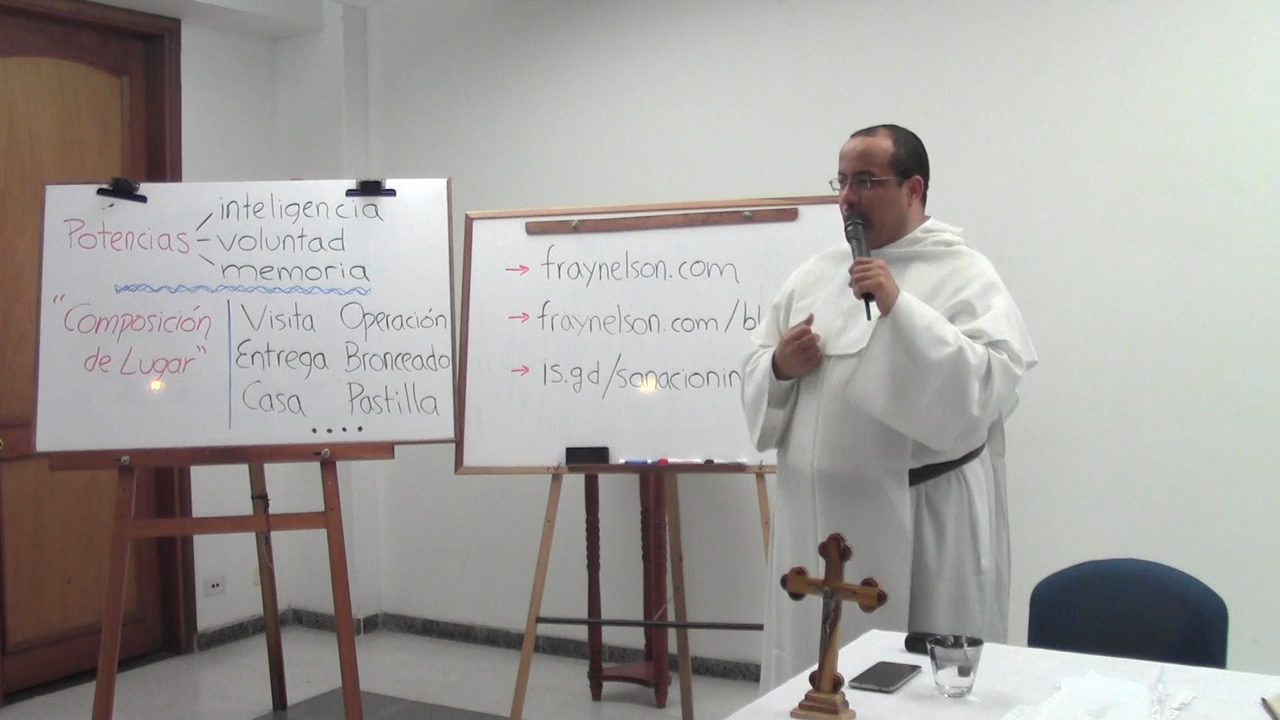 Potencias
inteligencia
voluntad
memoria
"Composición
de Lugar"
Visita Operación
Entrega Bronceado
Casa Pastilla
....
→ fraynelson.com
→ fraynelson.com/bl
→ is.gd/sanacionin